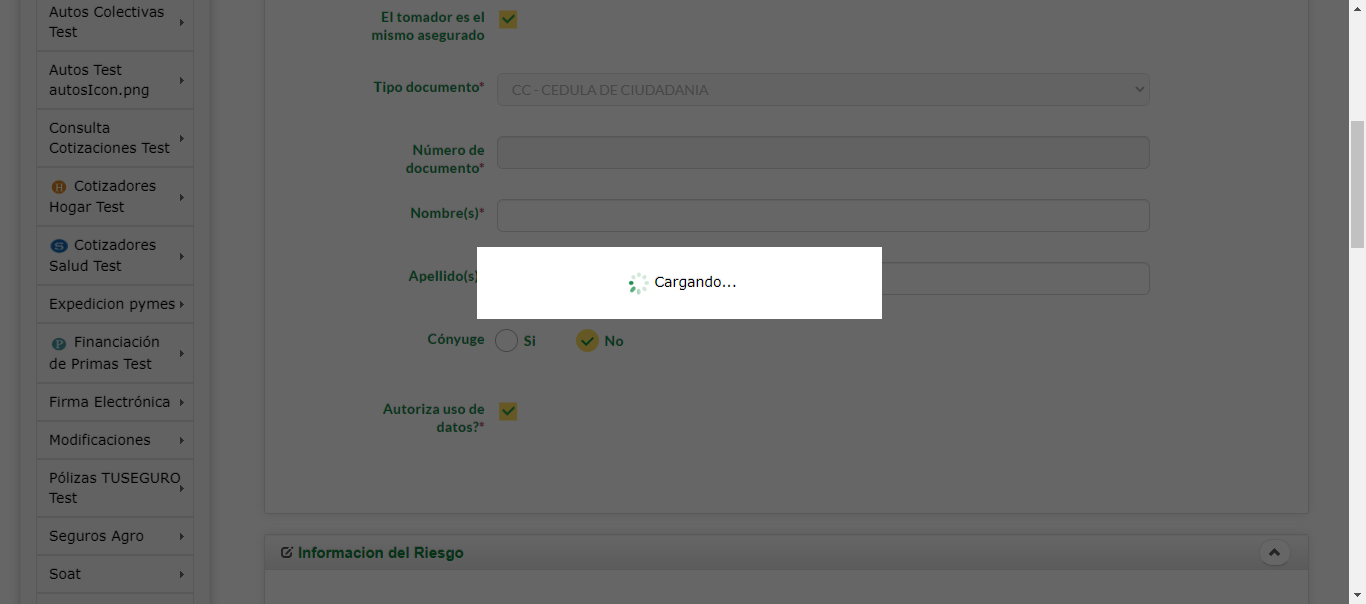 Autos Colectivas
Test
Autos Test
autosIcon.png
Consulta
Cotizaciones Test
H Cotizadores
Hogar Test
S Cotizadores
Salud Test
Expedicion pymes
P Financiación
de Primas Test
Firma Electrónica
Modificaciones
Pólizas TUSEGURO
Test
Seguros Agro
Soat
El tomador es el
mismo asegurado
Tipo documento*
CC - CEDULA DE CIUDADANIA
Número de
documento*
Nombre(s)*
Apellido(s)
Cargando...
Cónyuge
Si
No
Autoriza uso de
datos?*
Informacion del Riesgo